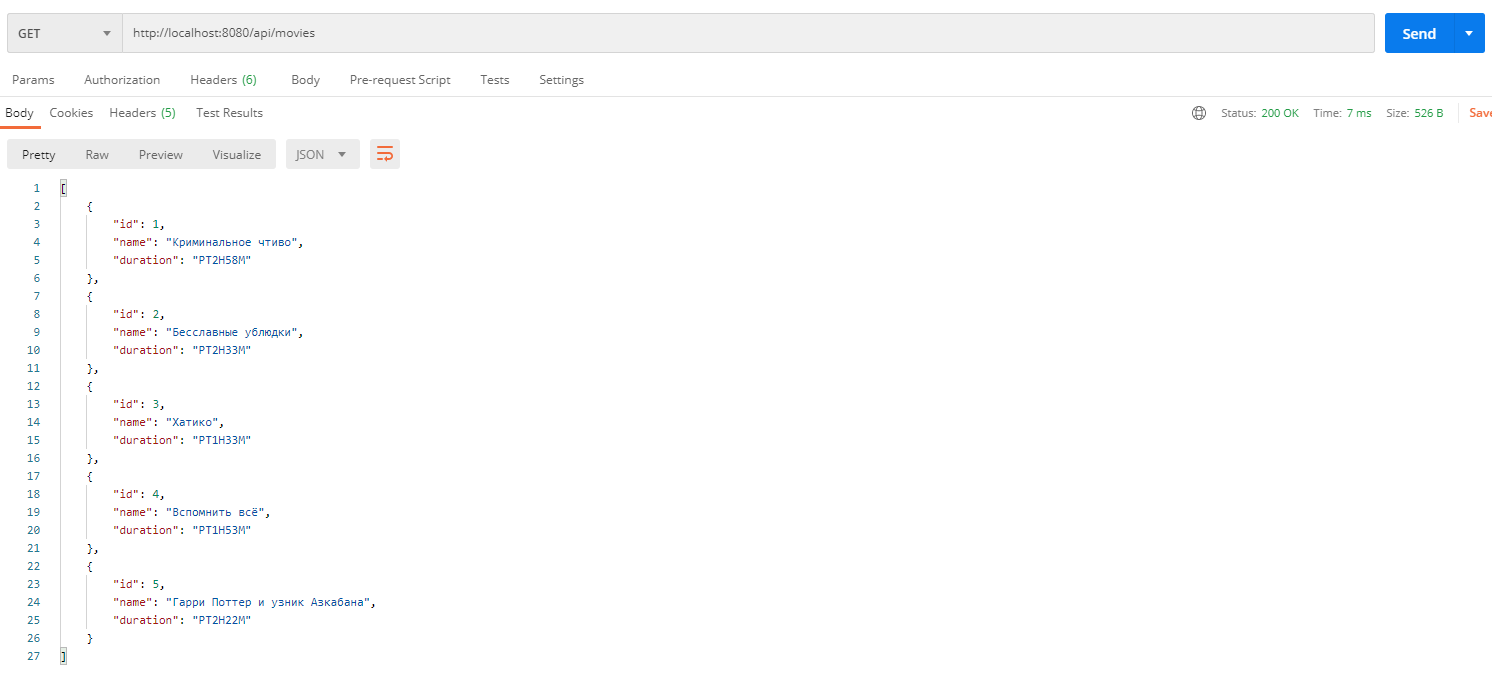 GET http://localhost:8080/api/movies Send
Params Authorization Headers (6) Body Pre-request Script Tests Settings
Body Cookies Headers (5) Test Results Status: 200 OK Time: 7 ms Size: 526 B Save
Pretty Raw Preview Visualize JSON
1 [
2 {
3 "id": 1,
4 "name": "Криминальное чтиво",
5 "duration": "PT2H58M"
6 },
7 {
8 "id": 2,
9 "name": "Бесславные ублюдки",
10 "duration": "PT2H33M"
11 },
12 {
13 "id": 3,
14 "name": "Хатико",
15 "duration": "PT1H33M"
16 },
17 {
18 "id": 4,
19 "name": "Вспомнить всё",
20 "duration": "PT1H53M"
21 },
22 {
23 "id": 5,
24 "name": "Гарри Поттер и узник Азкабана",
25 "duration": "PT2H22M"
26 }
27 ]